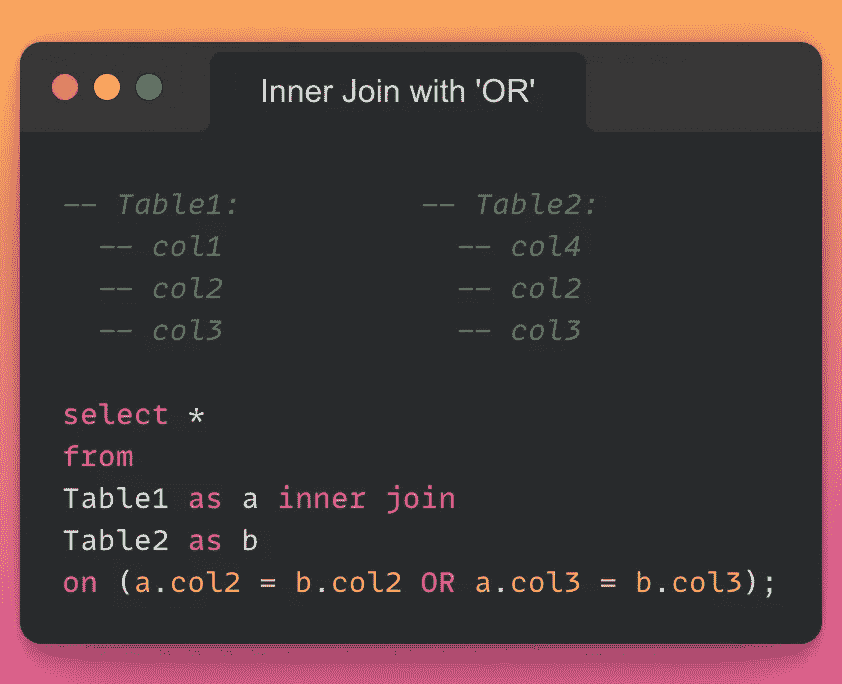 Inner Join with 'OR'
-- Table1: -- Table2:
-- col1 -- col4
-- col2 -- col2
-- col3 -- col3
select *
from
Table1 as a inner join
Table2 as b
on (a.col2 = b.col2 OR a.col3 = b.col3);